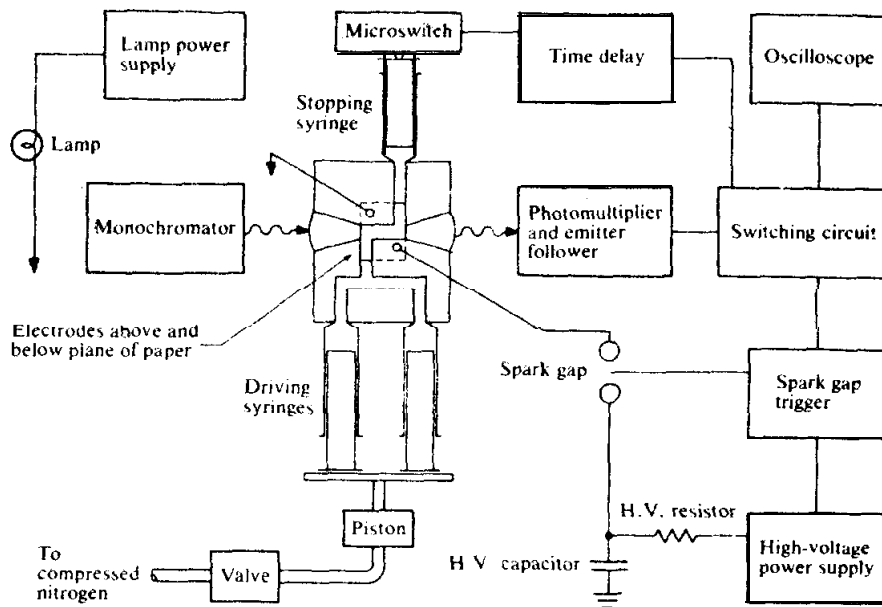 Lamp power
supply
Microswitch
Time delay
Oscilloscope
Stopping
syringe
Lamp
Monochromator
Photomultiplier
and emitter
follower
Switching circuit
Electrodes above and
below plane of paper
Spark gap
Spark gap
trigger
Driving
syringes
H.V. resistor
Piston
To
compressed
nitrogen
Valve
H V capacitor
High-voltage
power supply